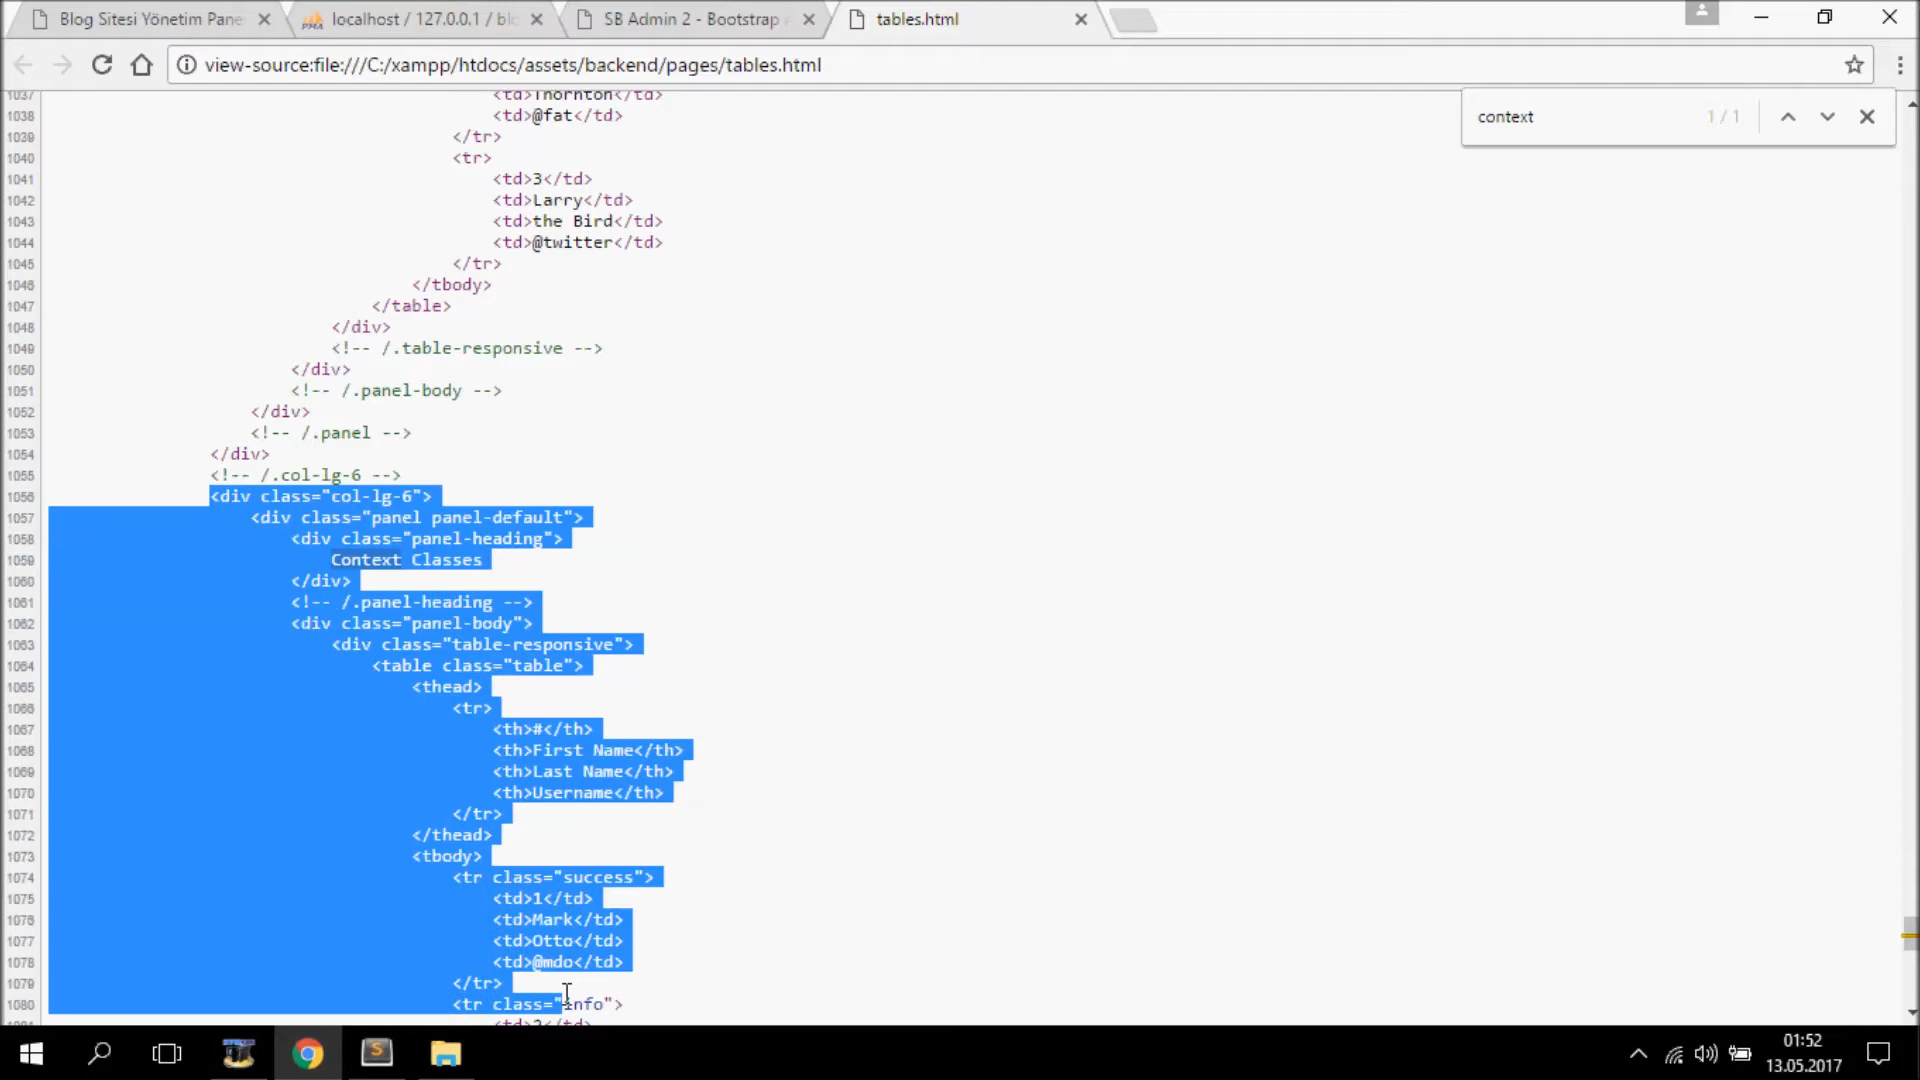 Blog Sitesi Yönetim Pane
localhost / 127.0.0.1 / blo
SB Admin 2 - Bootstrap A
tables.html
view-source:file:///C:/xampp/htdocs/assets/backend/pages/tables.html
context 1/1
1037 <td>Thornton</td>
1038 <td>@fat</td>
1039 </tr>
1040 <tr>
1041 <td>3</td>
1042 <td>Larry</td>
1043 <td>the Bird</td>
1044 <td>@twitter</td>
1045 </tr>
1046 </tbody>
1047 </table>
1048 </div>
1049 <!-- /.table-responsive -->
1050 </div>
1051 <!-- /.panel-body -->
1052 </div>
1053 <!-- /.panel -->
1054 </div>
1055 <!-- /.col-lg-6 -->
1056 <div class="col-lg-6">
1057 <div class="panel panel-default">
1058 <div class="panel-heading">
1059 Context Classes
1060 </div>
1061 <!-- /.panel-heading -->
1062 <div class="panel-body">
1063 <div class="table-responsive">
1064 <table class="table">
1065 <thead>
1066 <tr>
1067 <th>#</th>
1068 <th>First Name</th>
1069 <th>Last Name</th>
1070 <th>Username</th>
1071 </tr>
1072 </thead>
1073 <tbody>
1074 <tr class="success">
1075 <td>1</td>
1076 <td>Mark</td>
1077 <td>Otto</td>
1078 <td>@mdo</td>
1079 </tr>
1080 <tr class="info">
<td>2</td>
01:52
13.05.2017